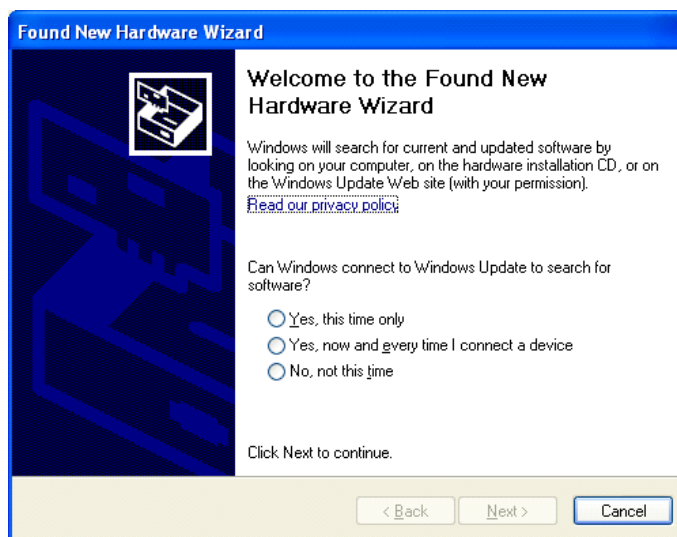 Found New Hardware Wizard
Welcome to the Found New
Hardware Wizard
Windows will search for current and updated software by
looking on your computer, on the hardware installation CD, or on
the Windows Update Web site (with your permission).
Read our privacy policy
Can Windows connect to Windows Update to search for
software?
Yes, this time only
Yes, now and every time I connect a device
No, not this time
Click Next to continue.
< Back Next > Cancel